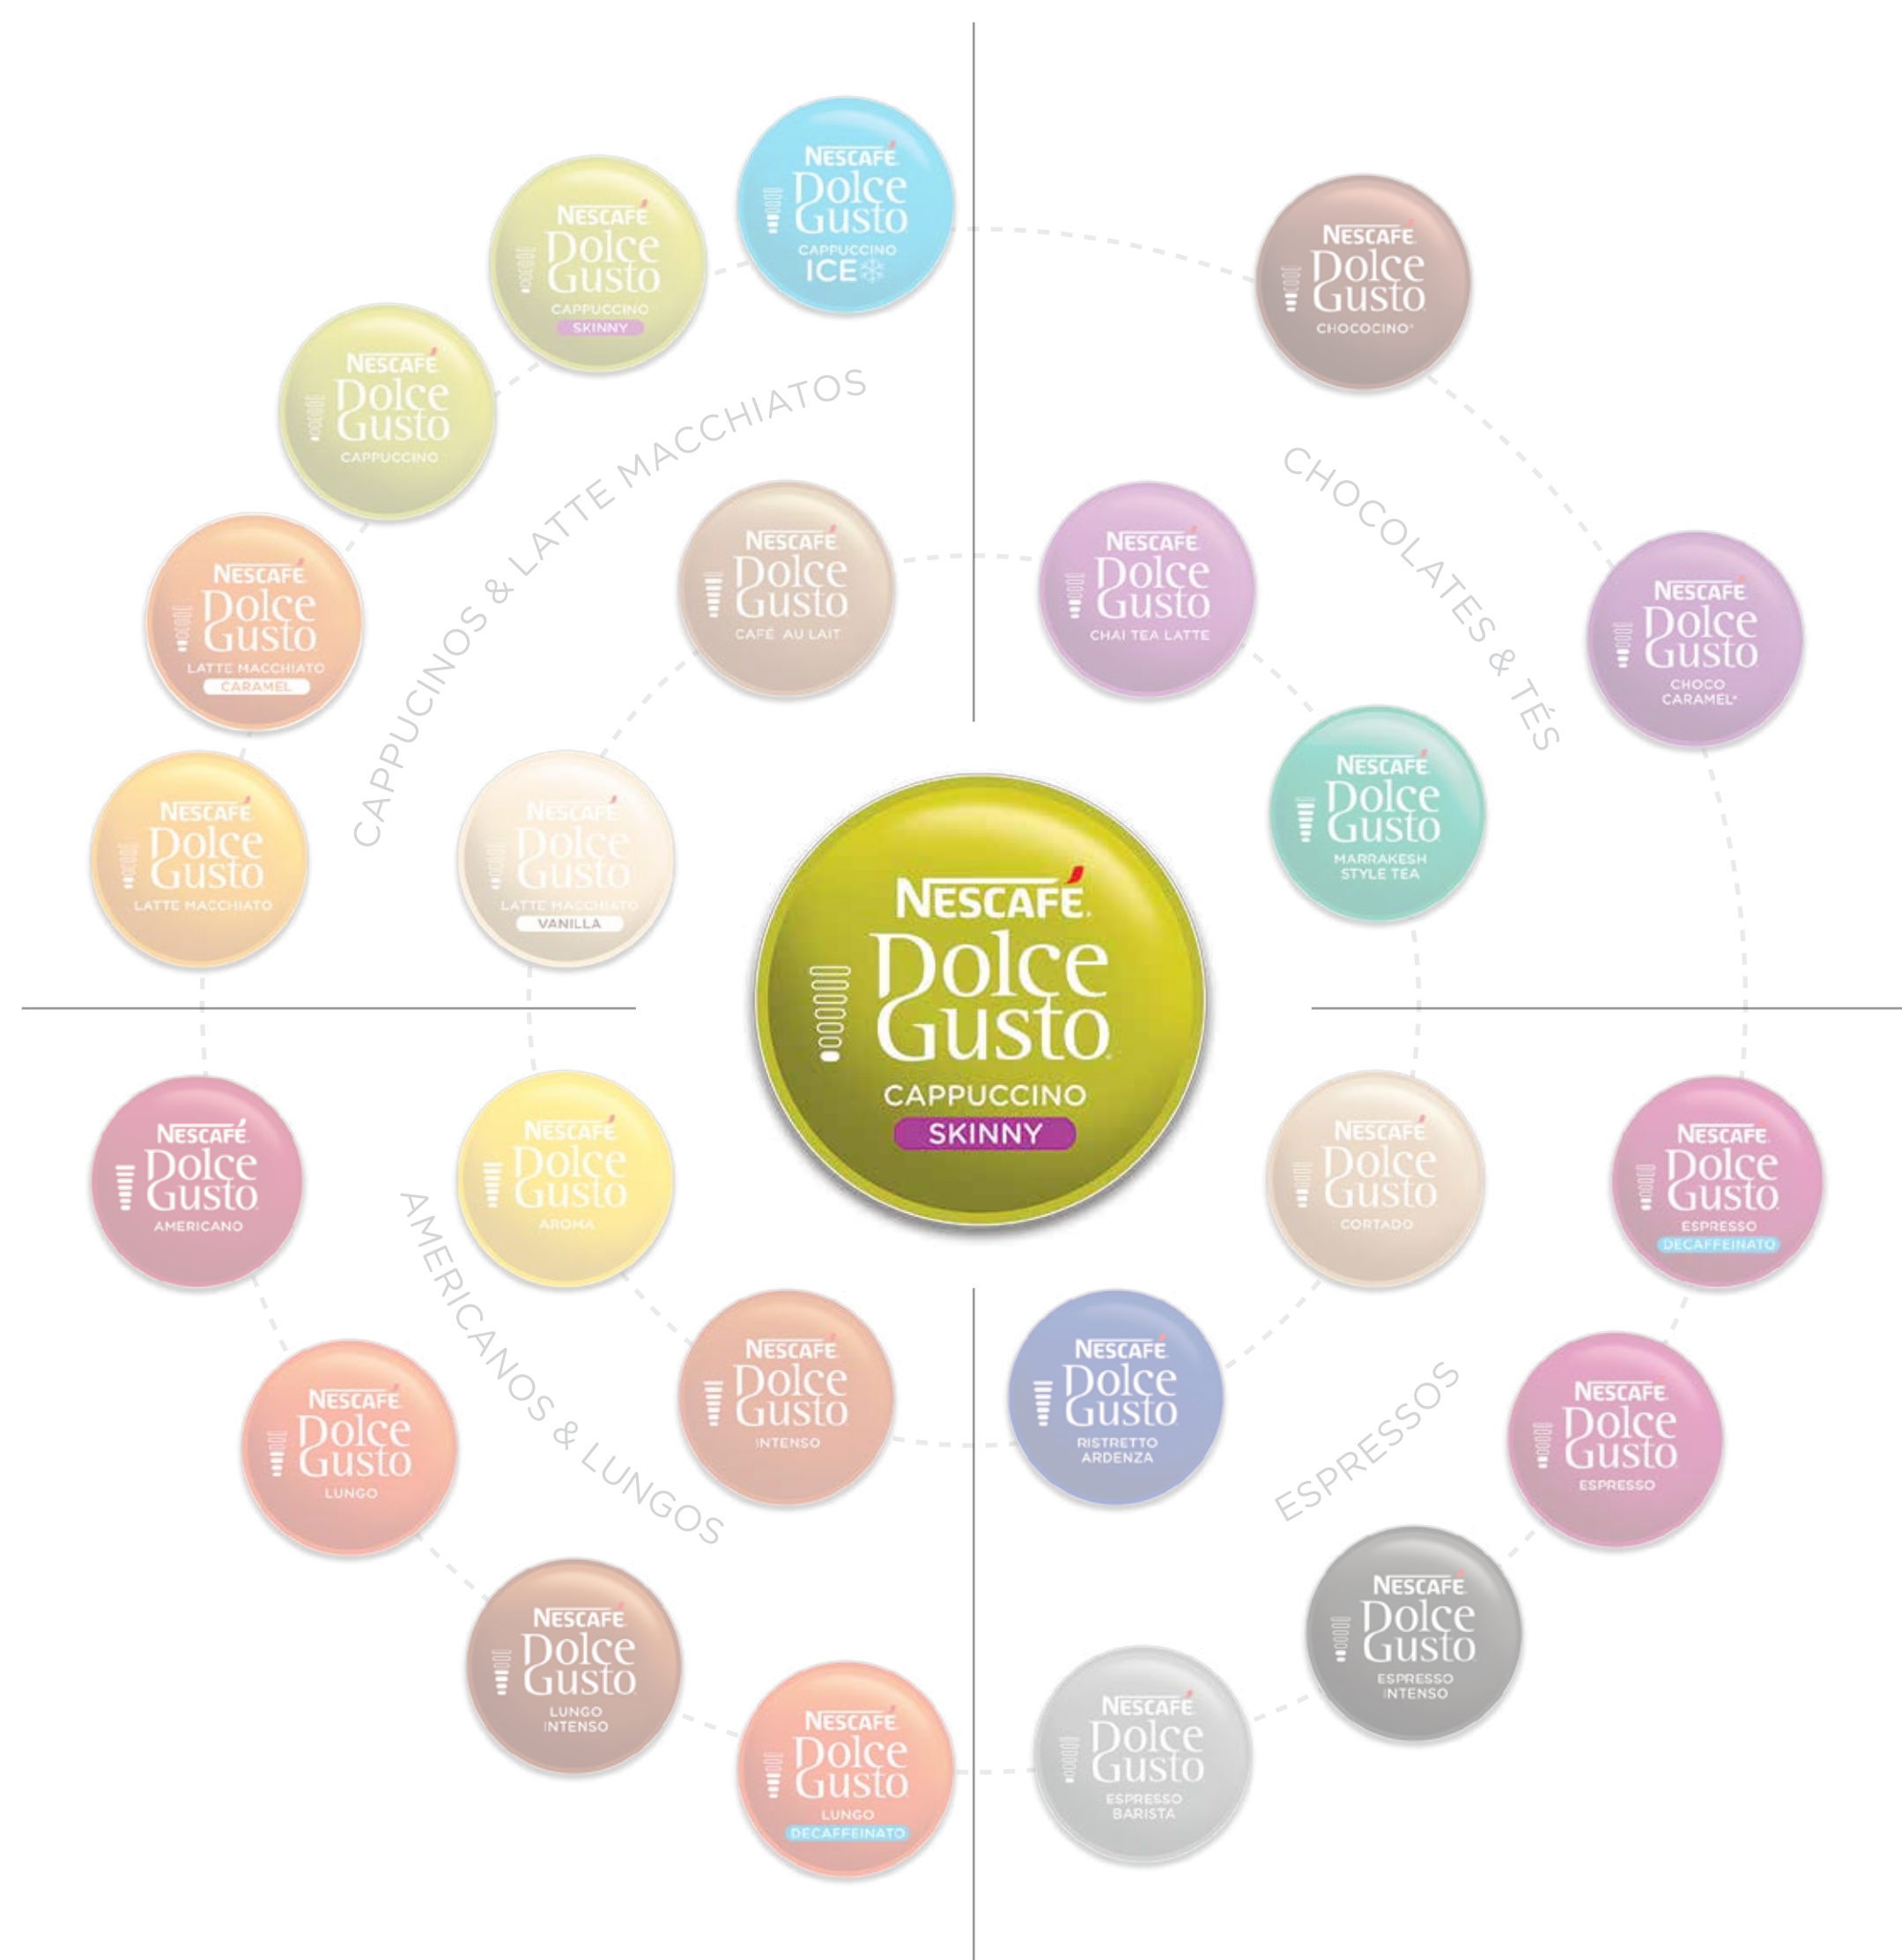 NESCAFÉ
Dolce
Gusto
CAPPUCCINO
ICE
NESCAFÉ
Dolce
Gusto
CAPPUCCINO
SKINNY
NESCAFÉ
Dolce
Gusto
CAPPUCCINO
NESCAFÉ
Dolce
Gusto
LATTE MACCHIATO
CARAMEL
NESCAFÉ
Dolce
Gusto
LATTE MACCHIATO
CAPPUCINOS & LATTE MACCHIATOS
NESCAFÉ
Dolce
Gusto
CAFÉ AU LAIT
NESCAFÉ
Dolce
Gusto
LATTE MACCHIATO
VANILLA
NESCAFÉ
Dolce
Gusto
CHOCOCINO*
CHOCOLATES & TÉS
NESCAFÉ
Dolce
Gusto
CHAI TEA LATTE
NESCAFÉ
Dolce
Gusto
CHOCO
CARAMEL*
NESCAFÉ
Dolce
Gusto
MARRAKESH
STYLE TEA
NESCAFÉ
Dolce
Gusto
CAPPUCCINO
SKINNY
NESCAFÉ
Dolce
Gusto
AMERICANO
NESCAFÉ
Dolce
Gusto
AROMA
AMERICANOS & LUNGOS
NESCAFÉ
Dolce
Gusto
INTENSO
NESCAFÉ
Dolce
Gusto
LUNGO
NESCAFÉ
Dolce
Gusto
LUNGO
INTENSO
NESCAFÉ
Dolce
Gusto
LUNGO
DECAFFEINATO
NESCAFÉ
Dolce
Gusto
CORTADO
NESCAFÉ
Dolce
Gusto
ESPRESSO
DECAFFEINATO
NESCAFÉ
Dolce
Gusto
RISTRETTO
ARDENZA
ESPRESSOS
NESCAFÉ
Dolce
Gusto
ESPRESSO
NESCAFÉ
Dolce
Gusto
ESPRESSO
INTENSO
NESCAFÉ
Dolce
Gusto
ESPRESSO
BARISTA